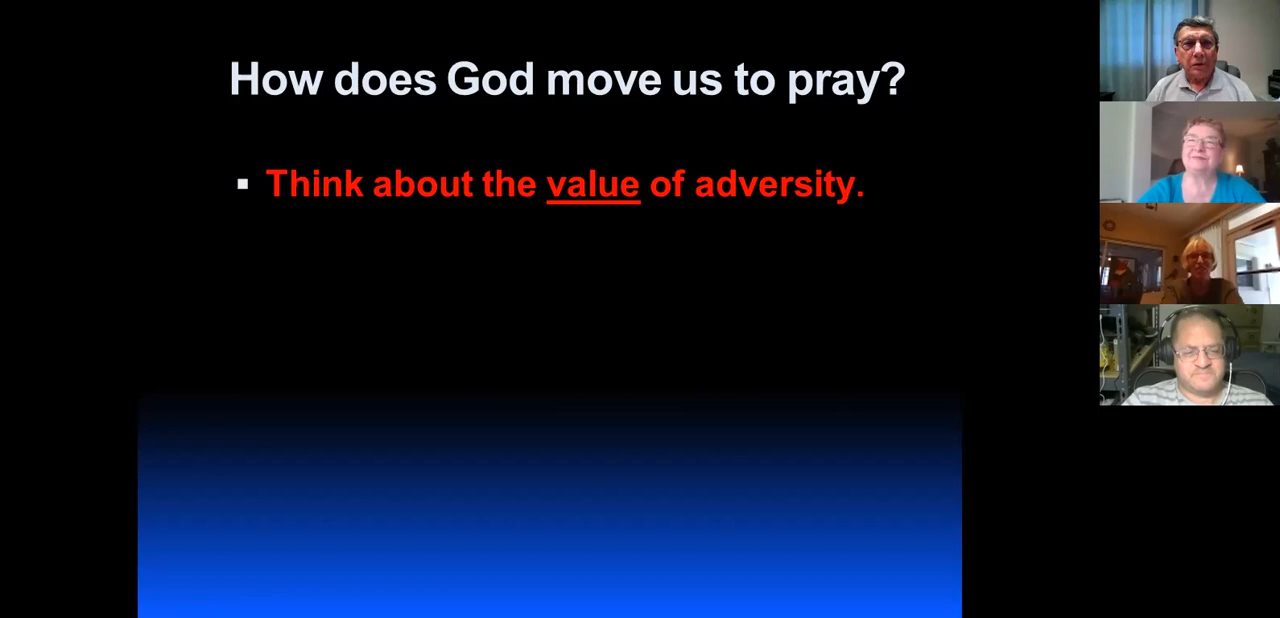 How does God move us to pray?
▪ Think about the value of adversity.